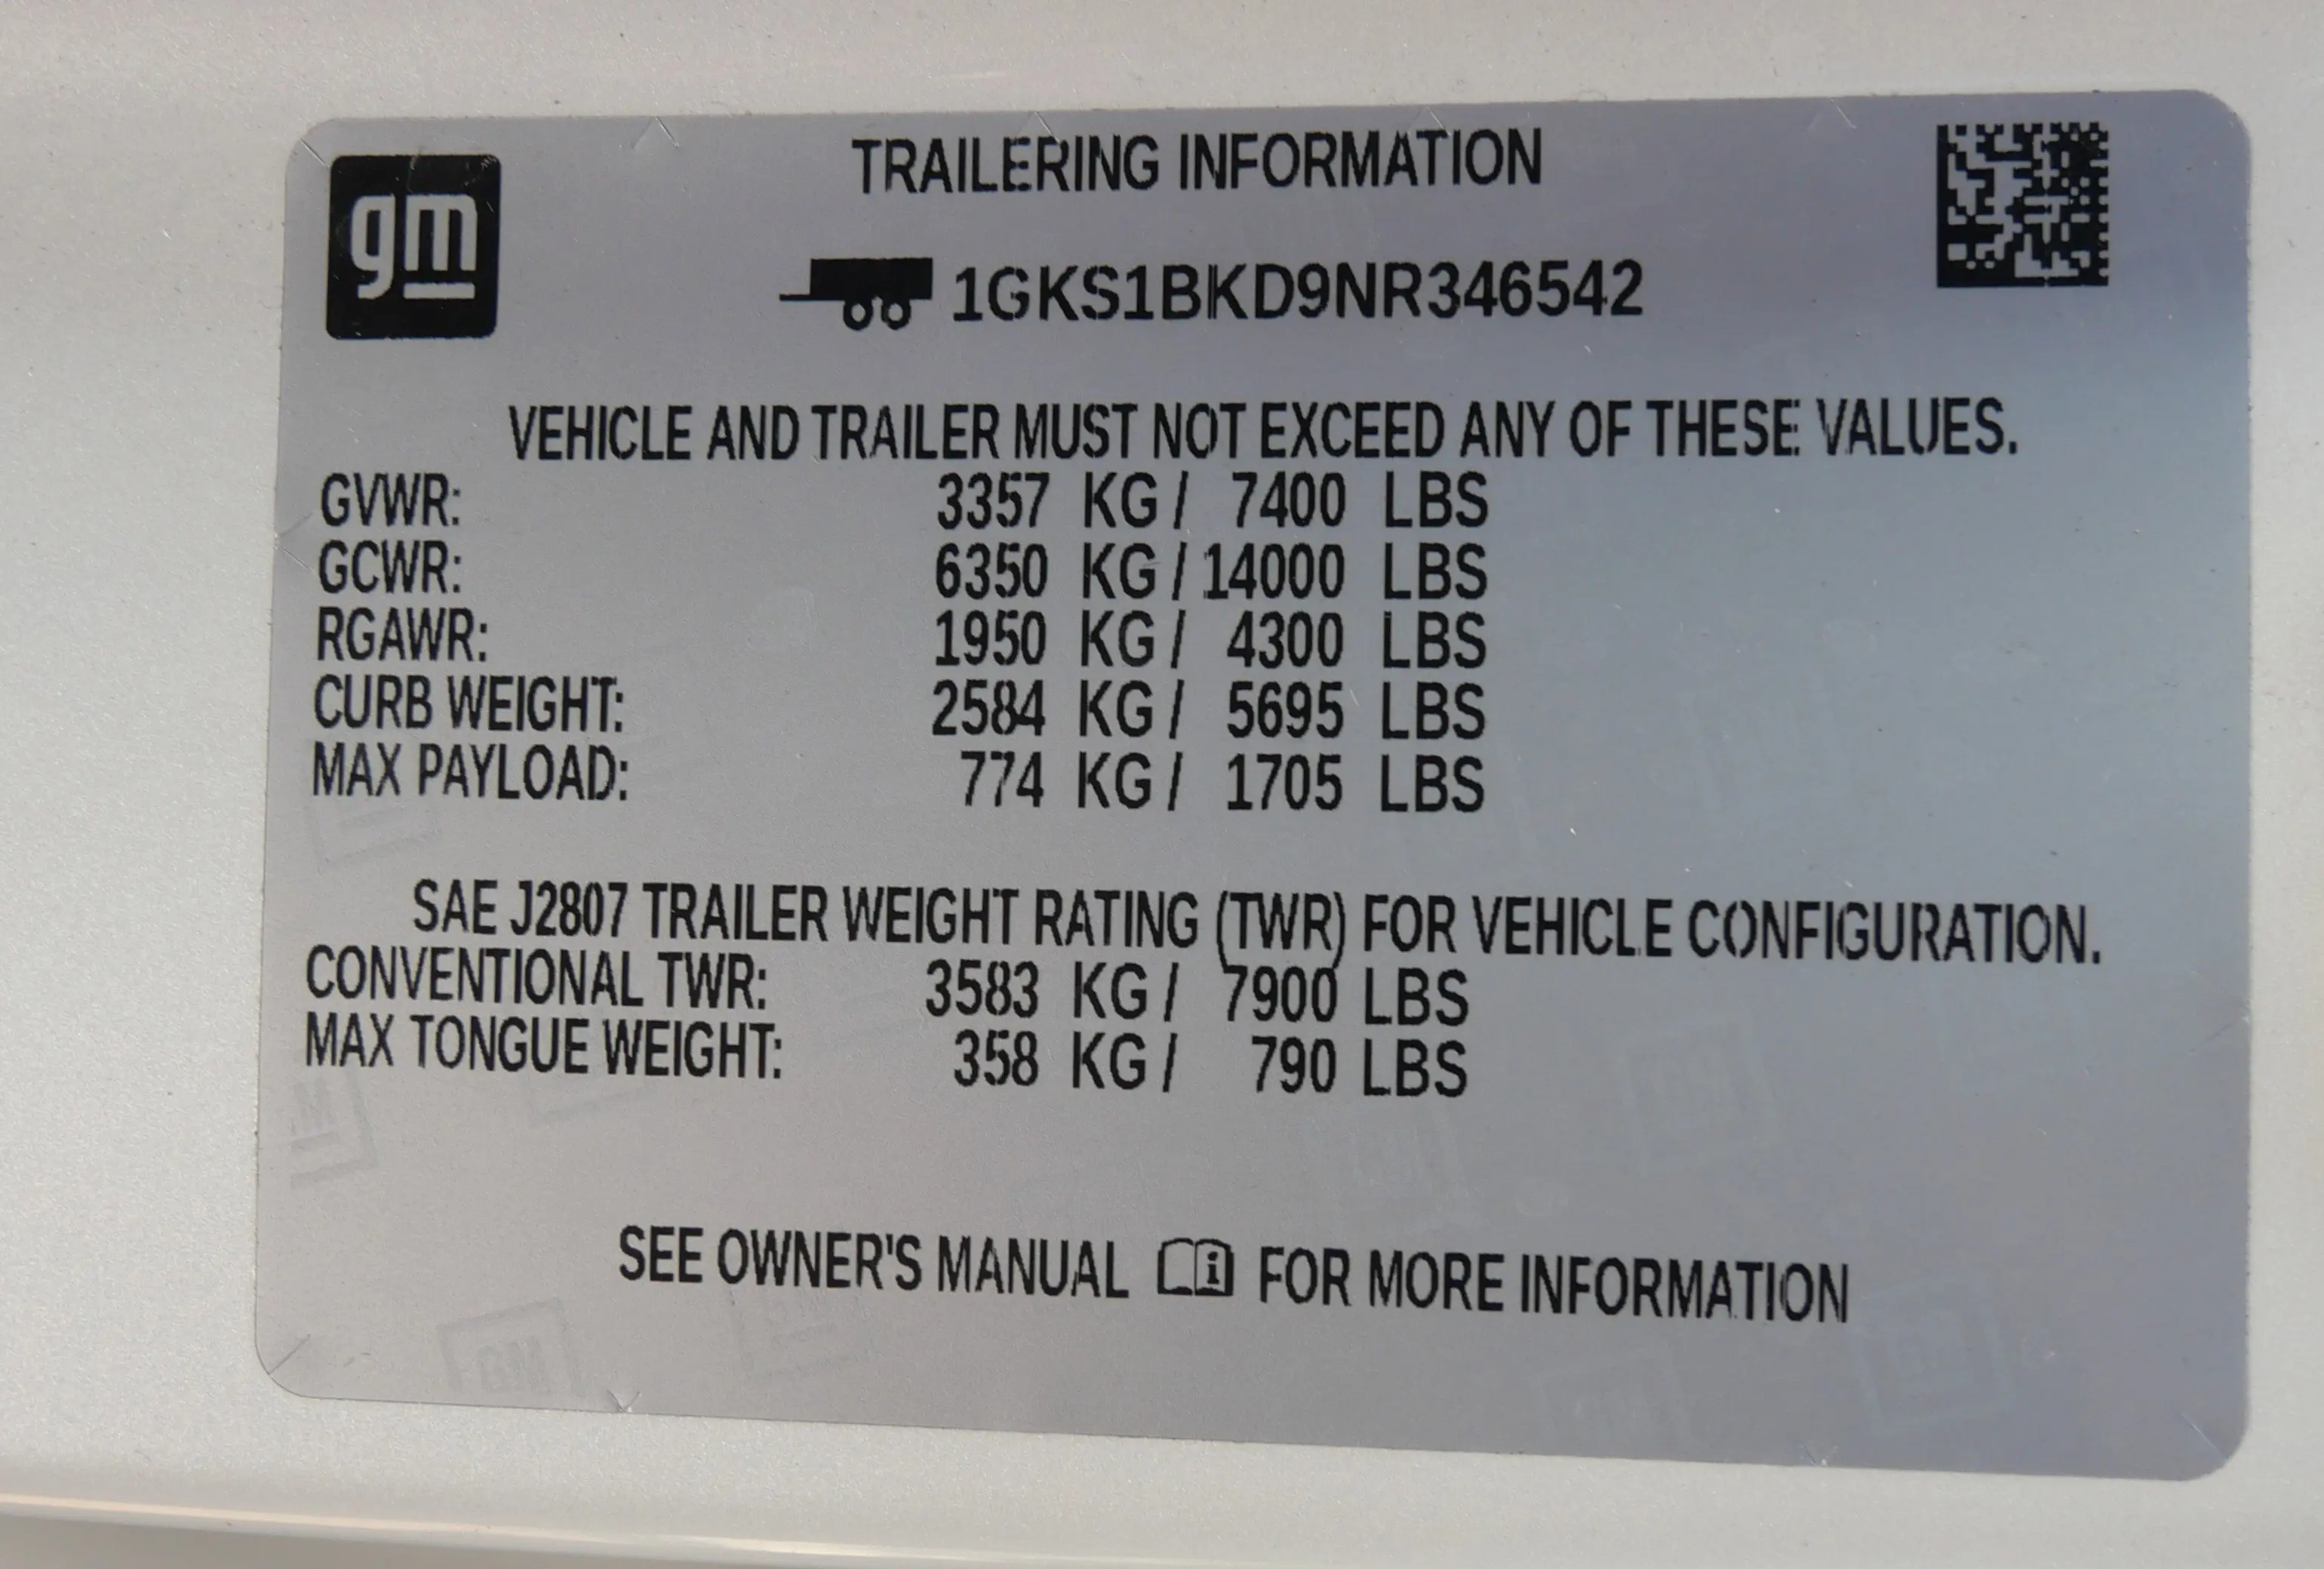 gm
TRAILERING INFORMATION
1GKS1BKD9NR346542
VEHICLE AND TRAILER MUST NOT EXCEED ANY OF THESE VALUES.
GVWR: 3357 KG / 7400 LBS
GCWR: 6350 KG / 14000 LBS
RGAWR: 1950 KG / 4300 LBS
CURB WEIGHT: 2584 KG / 5695 LBS
MAX PAYLOAD: 774 KG / 1705 LBS
SAE J2807 TRAILER WEIGHT RATING (TWR) FOR VEHICLE CONFIGURATION.
CONVENTIONAL TWR: 3583 KG / 7900 LBS
MAX TONGUE WEIGHT: 358 KG / 790 LBS
SEE OWNER'S MANUAL i FOR MORE INFORMATION